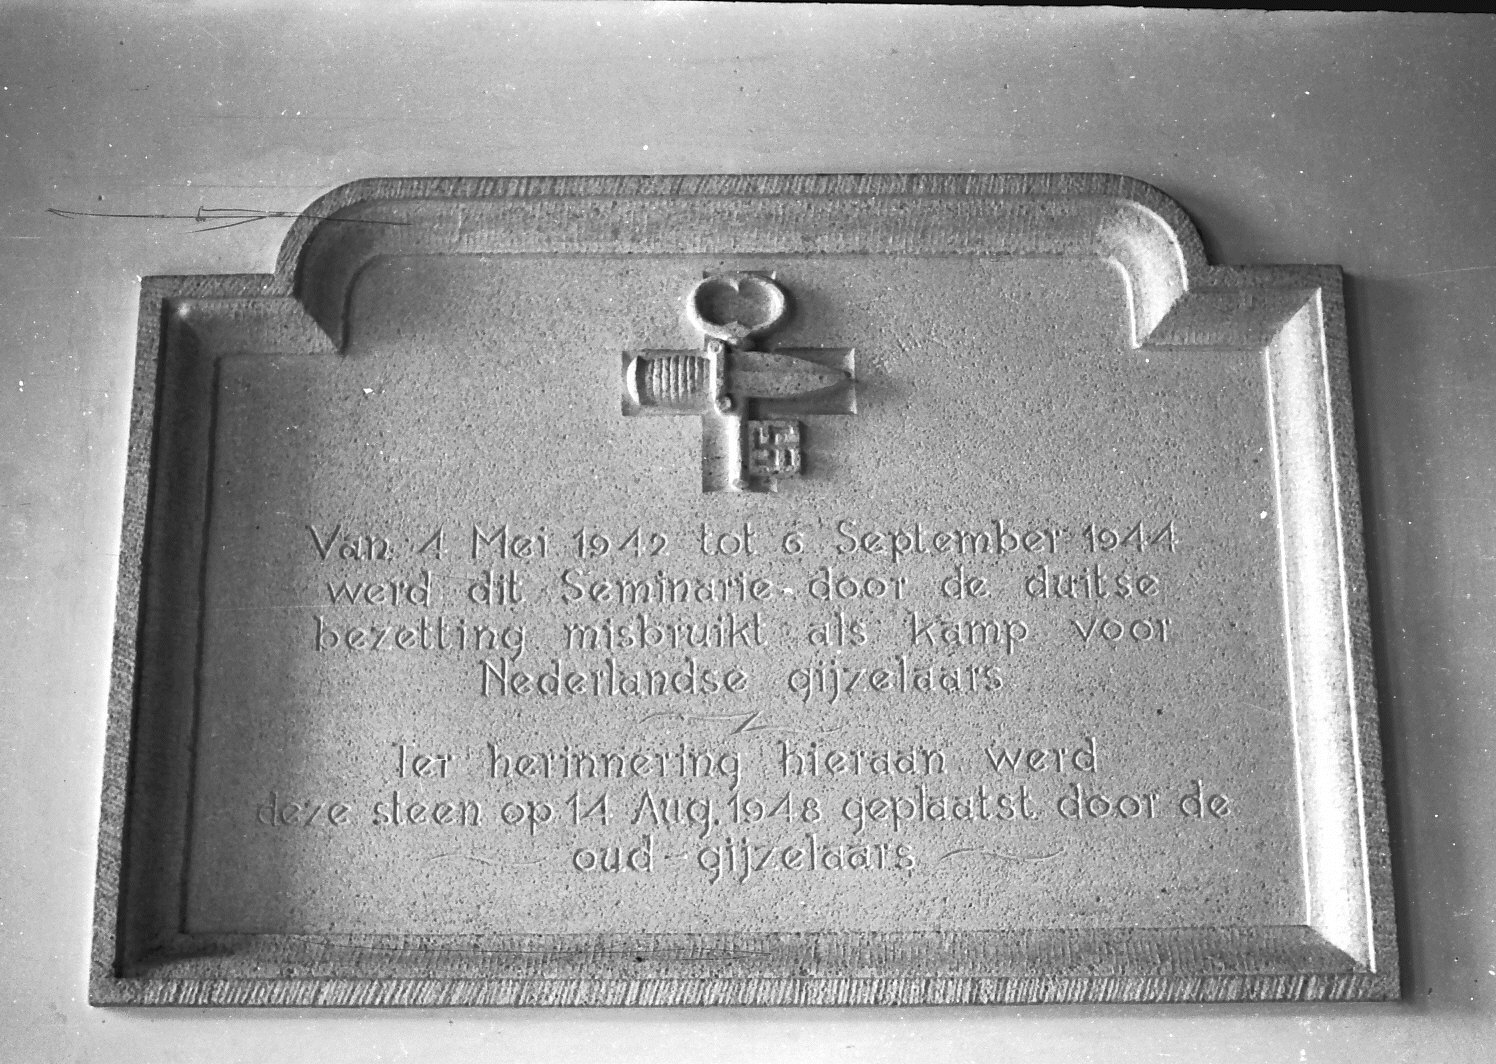 Van 4 Mei 1942 tot 6 September 1944
werd dit Seminarie door de duitse
bezetting misbruikt als kamp voor
Nederlandse gijzelaars
Ter herinnering hieraan werd
deze steen op 14 Aug. 1948 geplaatst door de
oud-gijzelaars